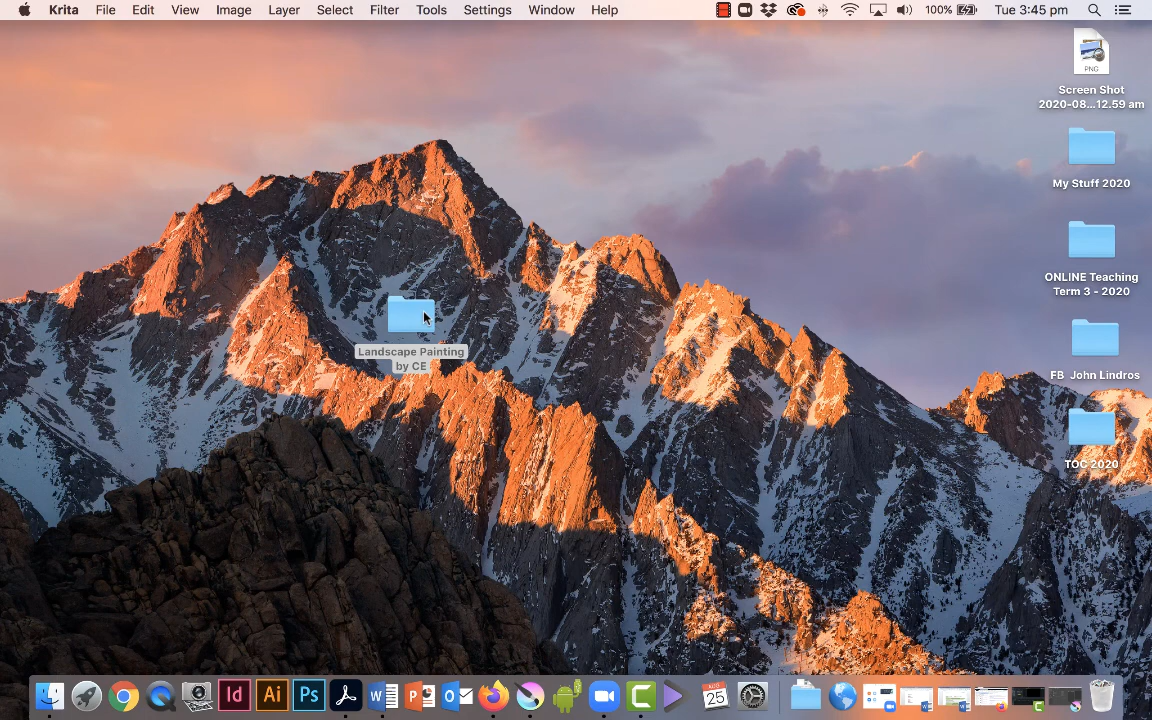 Krita File Edit View Image Layer Select Filter Tools Settings Window Help 100% Tue 3:45 pm
PNG
Screen Shot
2020-08...12.59 am
My Stuff 2020
ONLINE Teaching
Term 3 - 2020
Landscape Painting
by CE
FB John Lindros
TOC 2020
Id Ai Ps W P O AUG
25